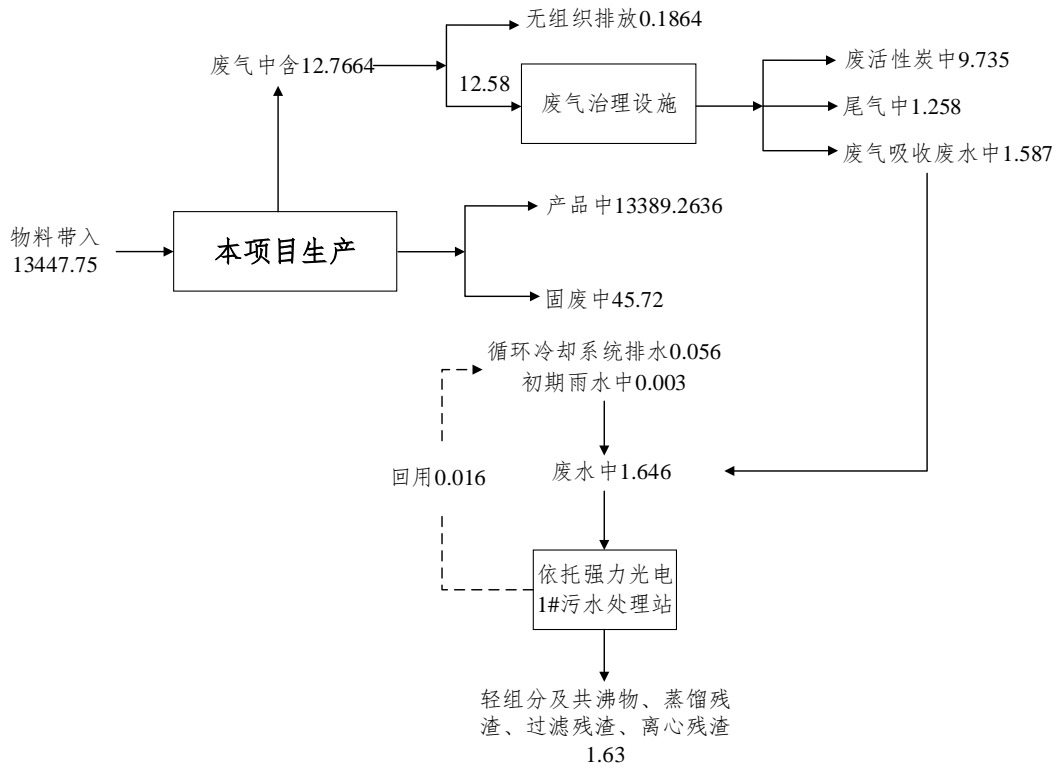 无组织排放0.1864
废气中含12.7664
12.58
废气治理设施
废活性炭中9.735
尾气中1.258
废气吸收废水中1.587
物料带入
13447.75
本项目生产
产品中13389.2636
固废中45.72
循环冷却系统排水0.056
初期雨水中0.003
回用0.016
废水中1.646
依托强力光电
1#污水处理站
轻组分及共沸物、蒸馏残
渣、过滤残渣、离心残渣
1.63